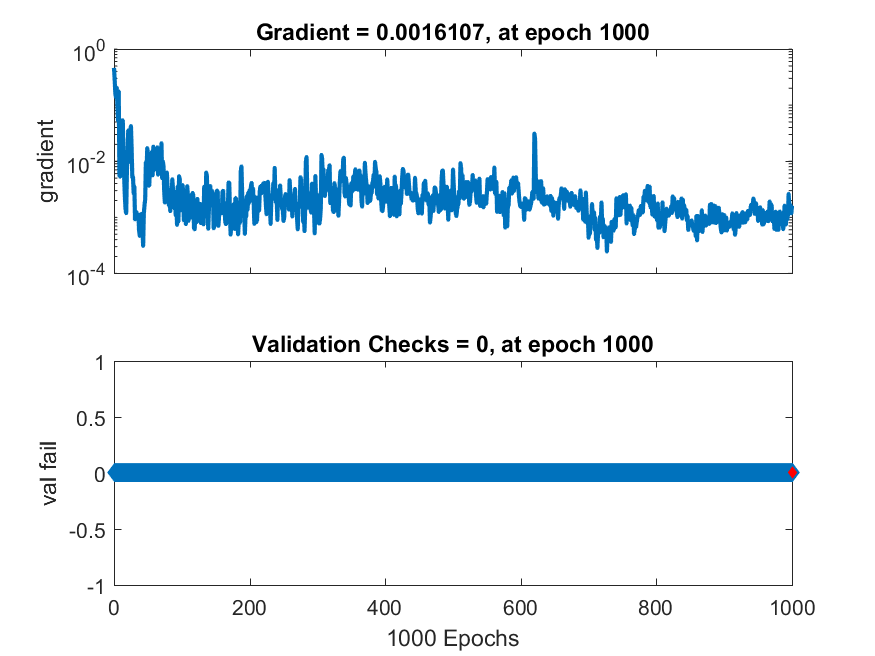 Gradient = 0.0016107, at epoch 1000
10^0
10^-2
10^-4
gradient
Validation Checks = 0, at epoch 1000
1
0.5
0
-0.5
-1
val fail
0 200 400 600 800 1000
1000 Epochs